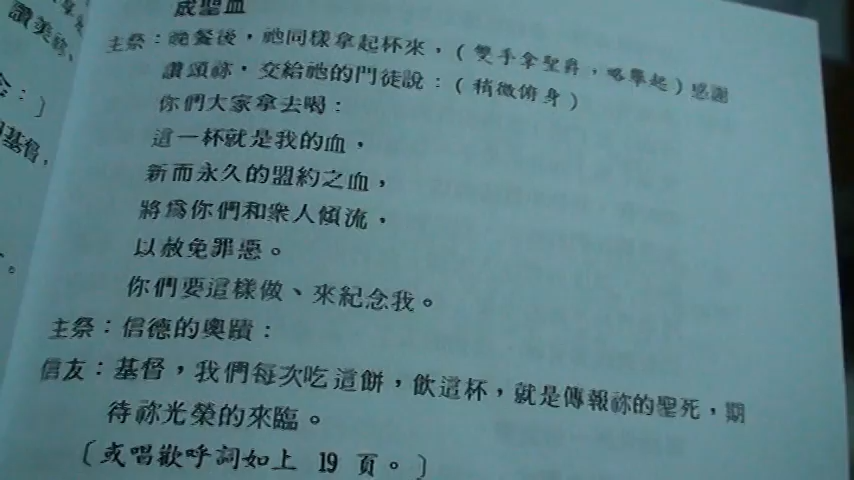 成聖血
主祭：晚餐後，祂同樣拿起杯來，（雙手拿聖爵，略舉起）感謝
讚頌祢，交給祂的門徒說：（稍微俯身）
你們大家拿去喝：
這一杯就是我的血，
新而永久的盟約之血，
將為你們和衆人傾流，
以赦免罪惡。
你們要這樣做、來紀念我。
主祭：信德的奧蹟：
信友：基督，我們每次吃這餅，飲這杯，就是傳報祢的聖死，期
待祢光榮的來臨。
〔或唱歡呼詞如上 19 頁。〕
讚美祢、
基督，